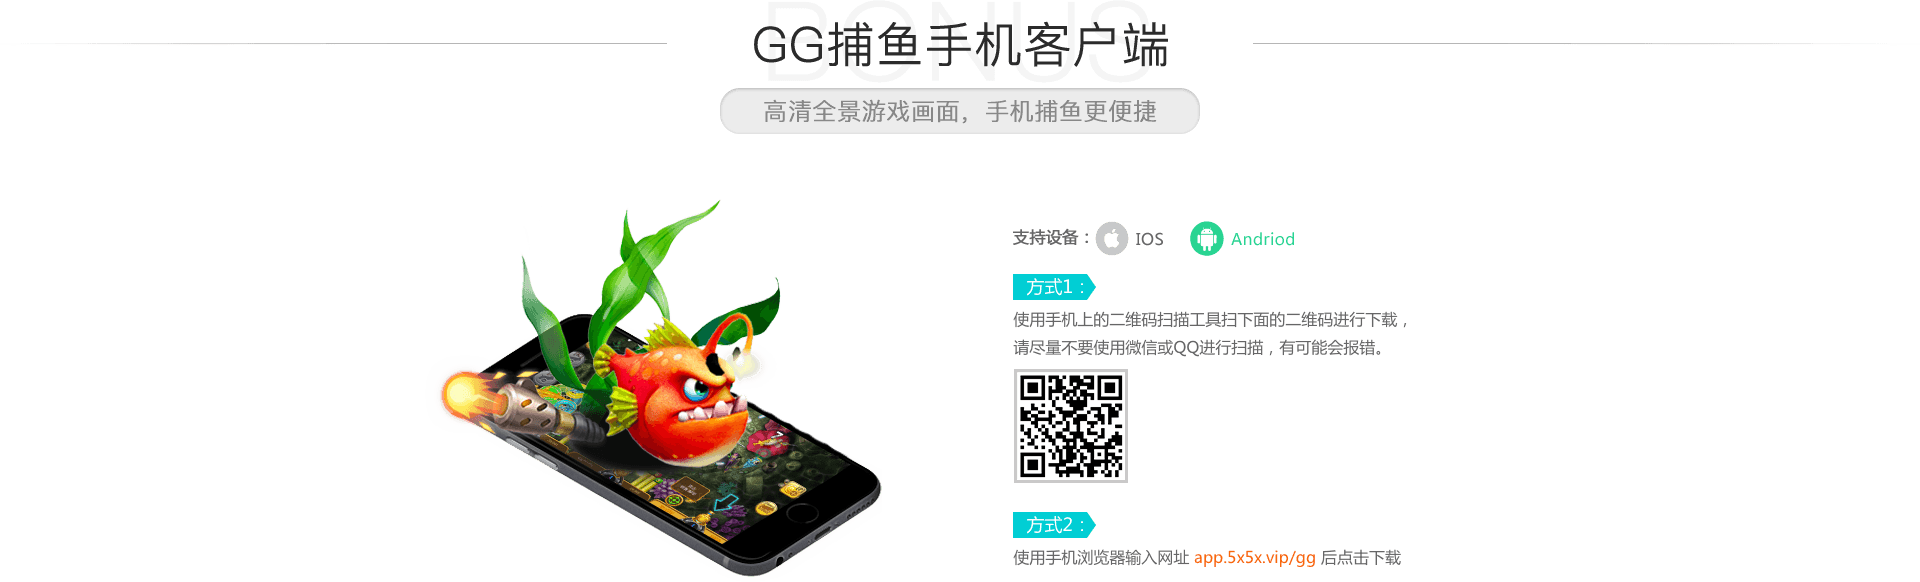 BONUS
GG捕鱼手机客户端
高清全景游戏画面，手机捕鱼更便捷
支持设备： IOS Andriod
方式1：
使用手机上的二维码扫描工具扫下面的二维码进行下载，
请尽量不要使用微信或QQ进行扫描，有可能会报错。
方式2：
使用手机浏览器输入网址 app.5x5x.vip/gg 后点击下载